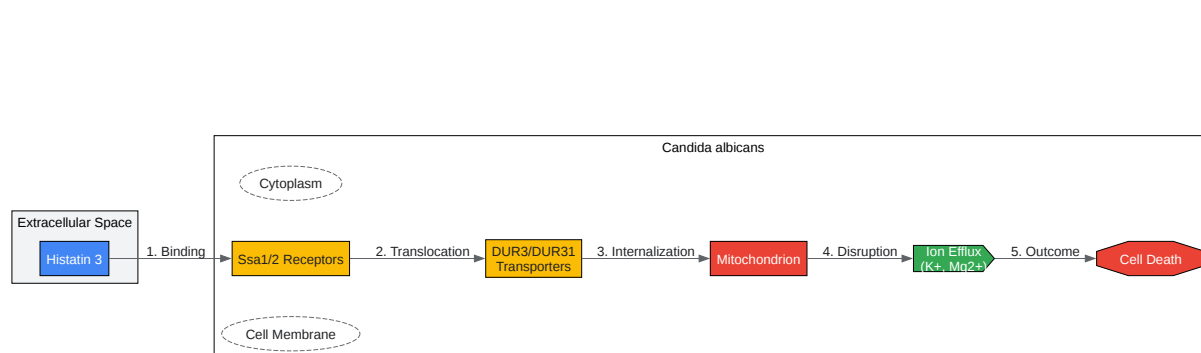 Candida albicans
Cytoplasm
Extracellular Space
Histatin 3
1. Binding
Ssa1/2 Receptors
2. Translocation
DUR3/DUR31
Transporters
3. Internalization
Mitochondrion
4. Disruption
Ion Efflux
(K+, Mg2+)
5. Outcome
Cell Death
Cell Membrane